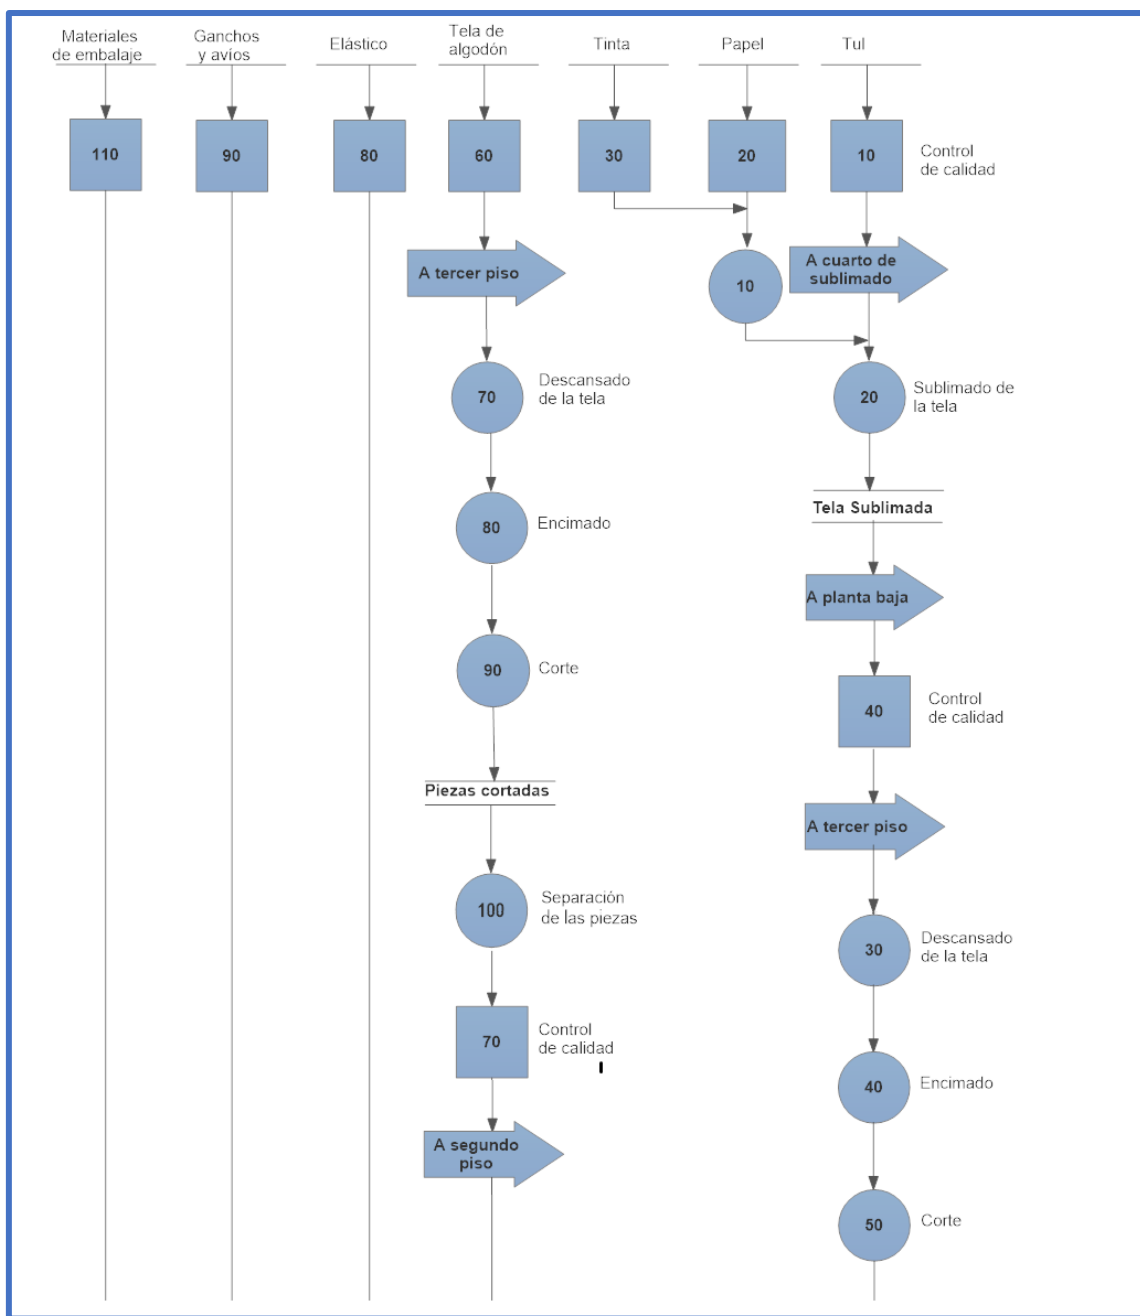 Materiales
de embalaje
Ganchos
y avíos
Elástico
Tela de
algodón
Tinta
Papel
Tul
110
90
80
60
30
20
10
Control
de calidad
A tercer piso
10
A cuarto de
sublimado
70
Descansado
de la tela
20
Sublimado de
la tela
80
Encimado
Tela Sublimada
A planta baja
90
Corte
40
Control
de calidad
Piezas cortadas
A tercer piso
100
Separación
de las piezas
30
Descansado
de la tela
70
Control
de calidad
40
Encimado
A segundo
piso
50
Corte